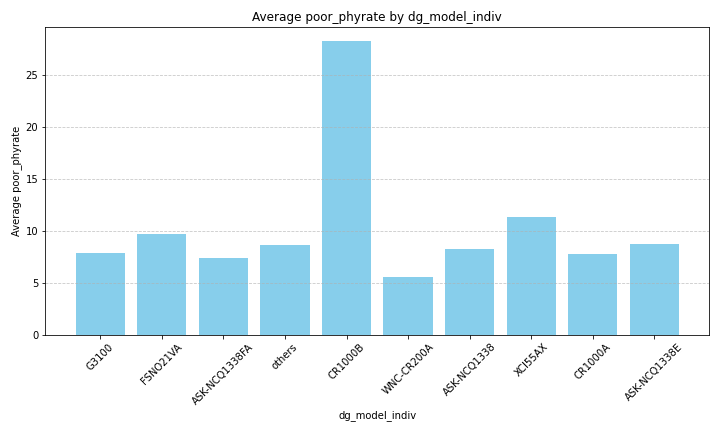 Average poor_phyrate by dg_model_indiv
Average poor_phyrate
25
20
15
10
5
0
G3100
FSNO21VA
ASK-NCQ1338FA
others
CR1000B
WNC-CR200A
ASK-NCQ1338
XCI55AX
CR1000A
ASK-NCQ1338E
dg_model_indiv